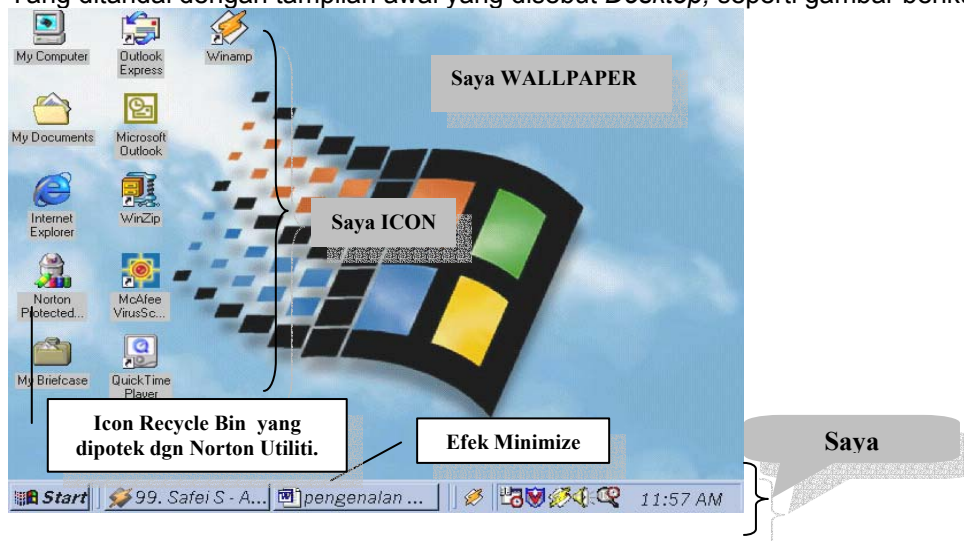 Yang ditandai dengan tampilan awal yang disebut Desktop, seperti gambar
My Computer
Outlook Express
Winamp
Saya WALLPAPER
My Documents
Microsoft Outlook
Internet Explorer
WinZip
Saya ICON
Norton Protected...
McAfee VirusSc...
My Briefcase
QuickTime Player
Icon Recycle Bin yang
dipotek dgn Norton Utiliti.
Efek Minimize
Saya
Start
99. Safei S - A...
pengenalan ...
11:57 AM